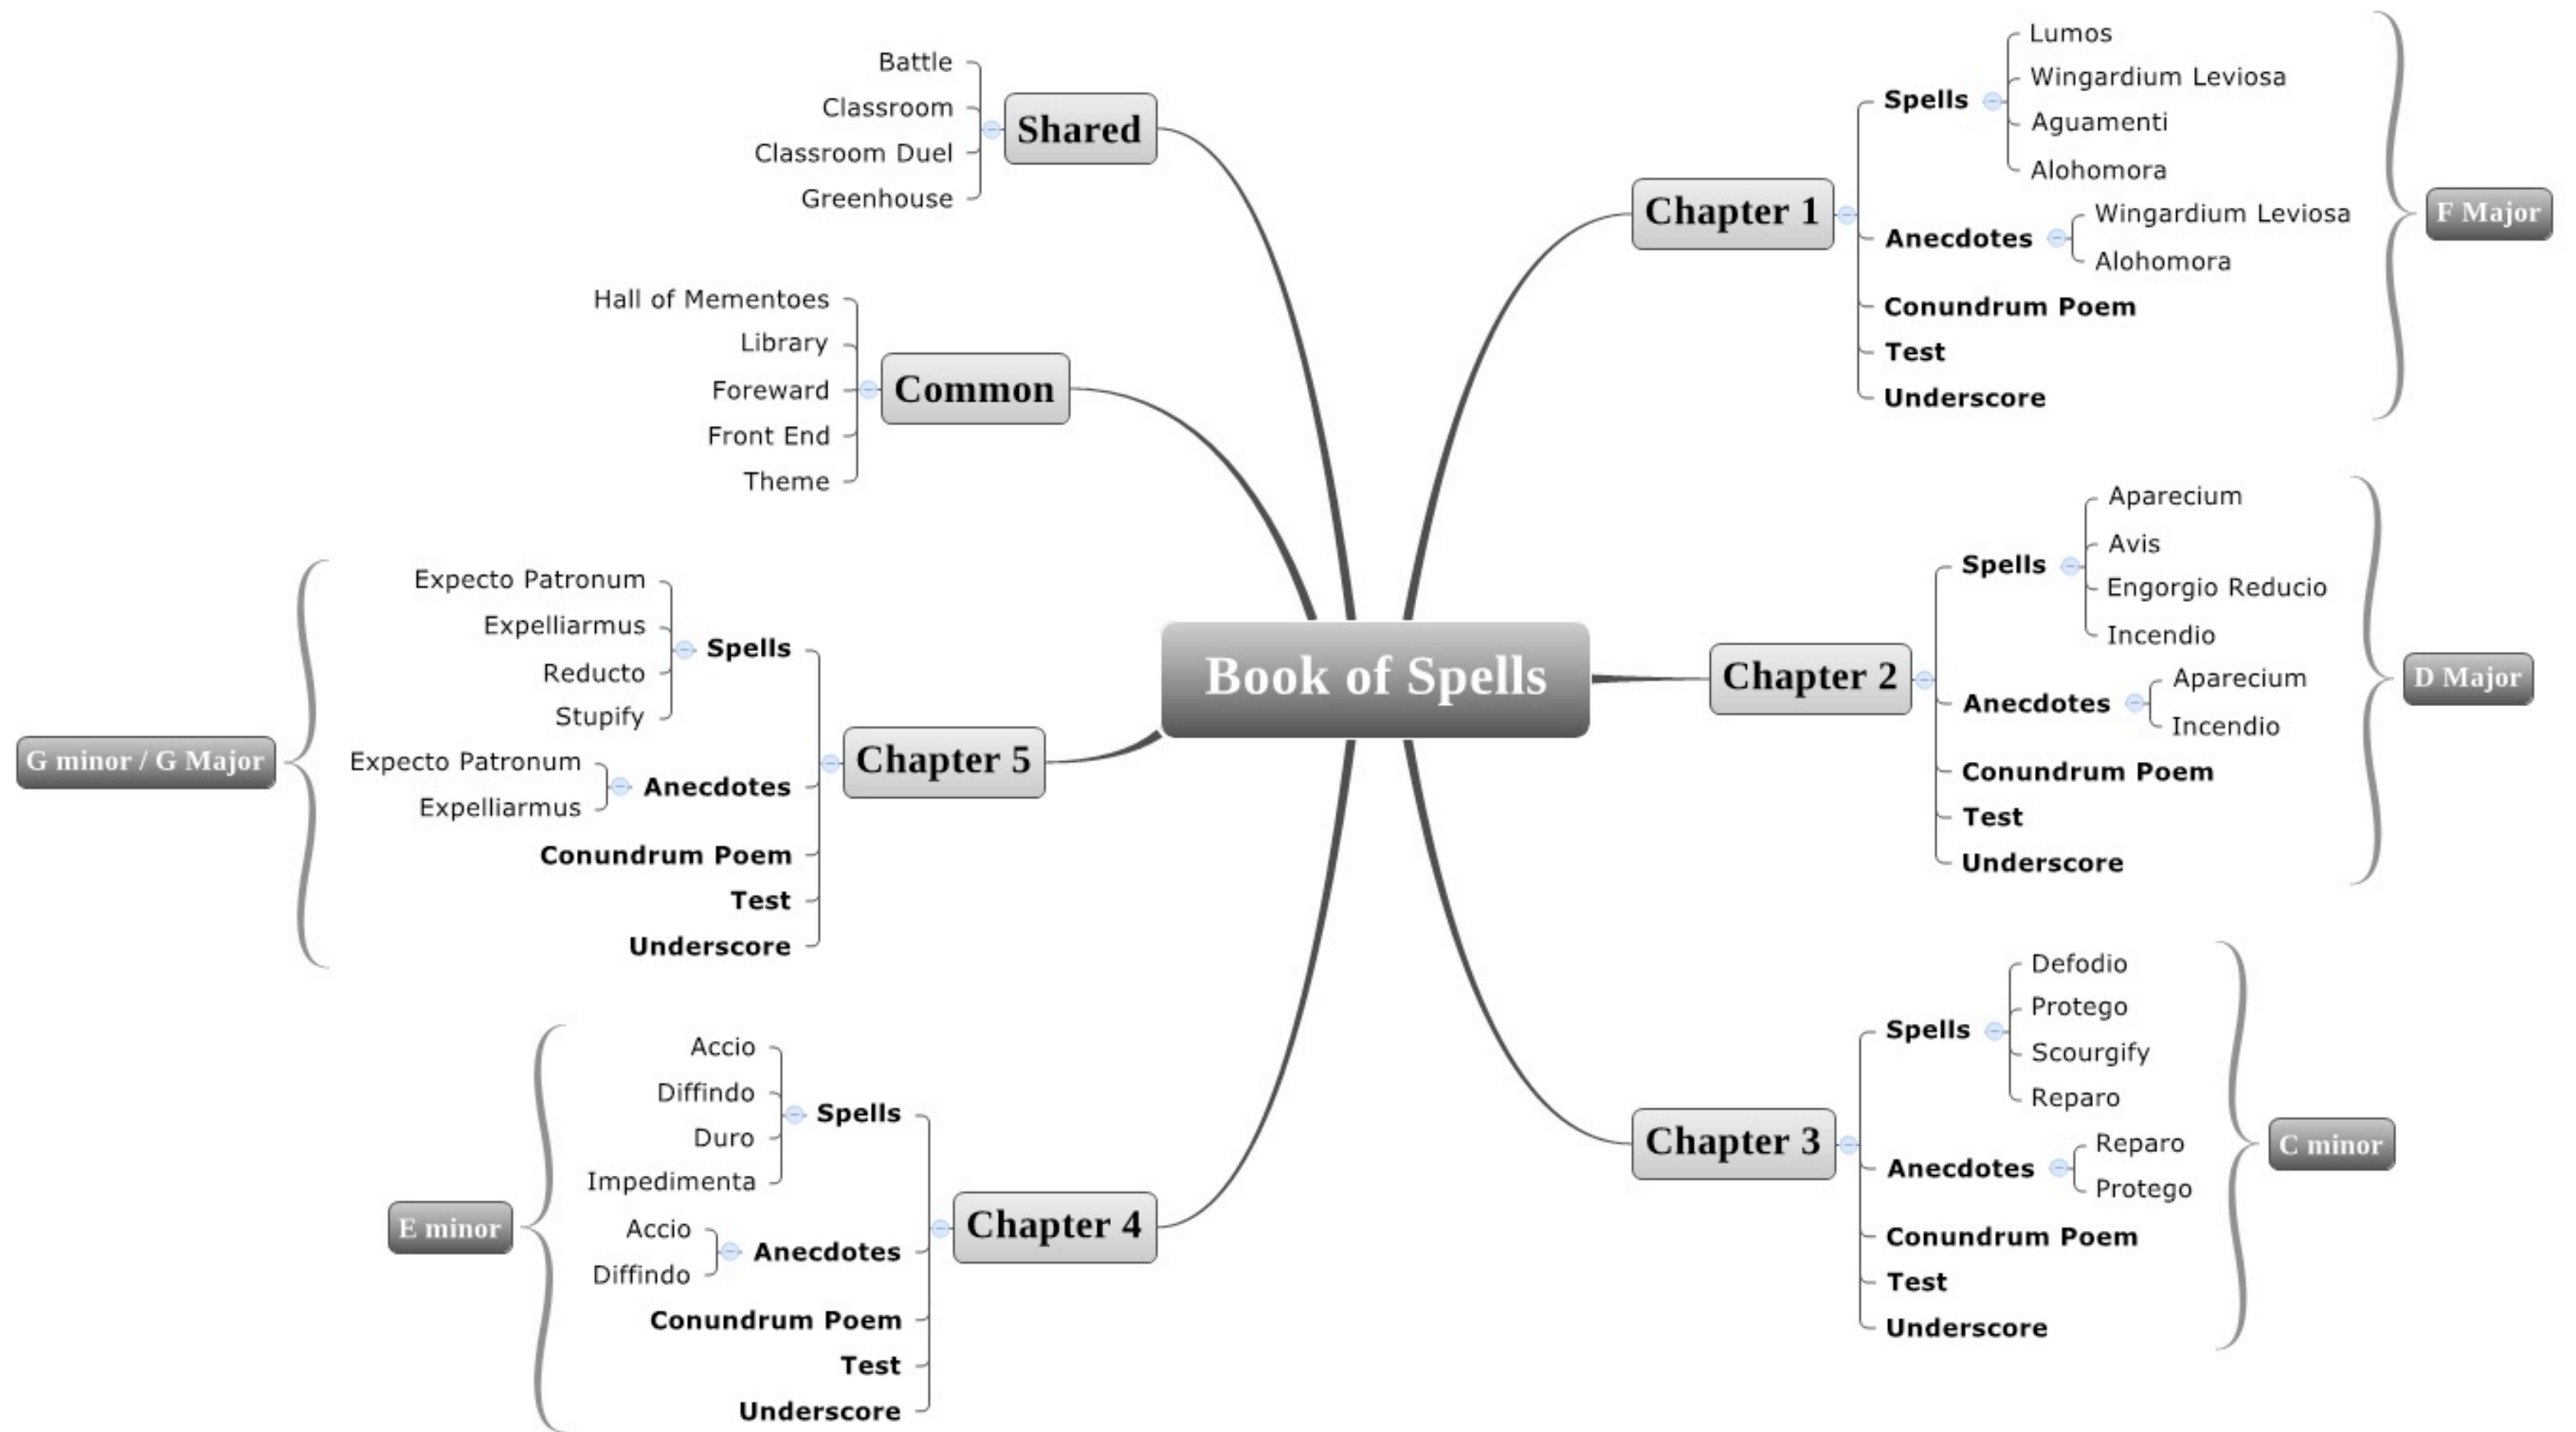 Book of Spells
Chapter 1
Spells
Lumos
Wingardium Leviosa
Aguamenti
Alohomora
Anecdotes
Wingardium Leviosa
Alohomora
Conundrum Poem
Test
Underscore
F Major
Chapter 2
Spells
Aparecium
Avis
Engorgio Reducio
Incendio
Anecdotes
Aparecium
Incendio
Conundrum Poem
Test
Underscore
D Major
Chapter 3
Spells
Defodio
Protego
Scourgify
Reparo
Anecdotes
Reparo
Protego
Conundrum Poem
Test
Underscore
C minor
Chapter 4
Spells
Accio
Diffindo
Duro
Impedimenta
Anecdotes
Accio
Diffindo
Conundrum Poem
Test
Underscore
E minor
Chapter 5
Spells
Expecto Patronum
Expelliarmus
Reducto
Stupify
Anecdotes
Expecto Patronum
Expelliarmus
Conundrum Poem
Test
Underscore
G minor / G Major
Common
Hall of Mementoes
Library
Foreward
Front End
Theme
Shared
Battle
Classroom
Classroom Duel
Greenhouse